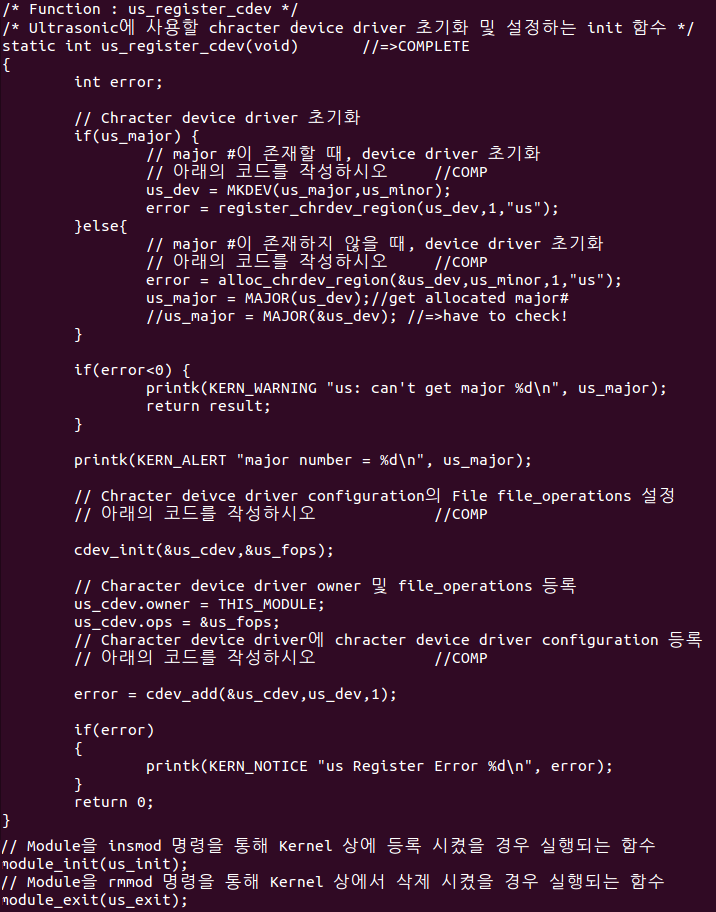 /* Function : us_register_cdev */
/* Ultrasonic에 사용할 chracter device driver 초기화 및 설정하는 init 함수 */
static int us_register_cdev(void)       //=>COMPLETE
{
        int error;

        // Chracter device driver 초기화
        if(us_major) {
                // major #이 존재할 때, device driver 초기화
                // 아래의 코드를 작성하시오     //COMP
                us_dev = MKDEV(us_major,us_minor);
                error = register_chrdev_region(us_dev,1,"us");
        }else{
                // major #이 존재하지 않을 때, device driver 초기화
                // 아래의 코드를 작성하시오     //COMP
                error = alloc_chrdev_region(&us_dev,us_minor,1,"us");
                us_major = MAJOR(us_dev);//get allocated major#
                //us_major = MAJOR(&us_dev); //=>have to check!
        }

        if(error<0) {
                printk(KERN_WARNING "us: can't get major %d\n", us_major);
                return result;
        }

        printk(KERN_ALERT "major number = %d\n", us_major);

        // Chracter deivce driver configuration의 File file_operations 설정
        // 아래의 코드를 작성하시오             //COMP

        cdev_init(&us_cdev,&us_fops);

        // Character device driver owner 및 file_operations 등록
        us_cdev.owner = THIS_MODULE;
        us_cdev.ops = &us_fops;
        // Character device driver에 chracter device driver configuration 등록
        // 아래의 코드를 작성하시오             //COMP

        error = cdev_add(&us_cdev,us_dev,1);

        if(error)
        {
                printk(KERN_NOTICE "us Register Error %d\n", error);
        }
        return 0;
}
// Module을 insmod 명령을 통해 Kernel 상에 등록 시켰을 경우 실행되는 함수
module_init(us_init);
// Module을 rmmod 명령을 통해 Kernel 상에서 삭제 시켰을 경우 실행되는 함수
module_exit(us_exit);